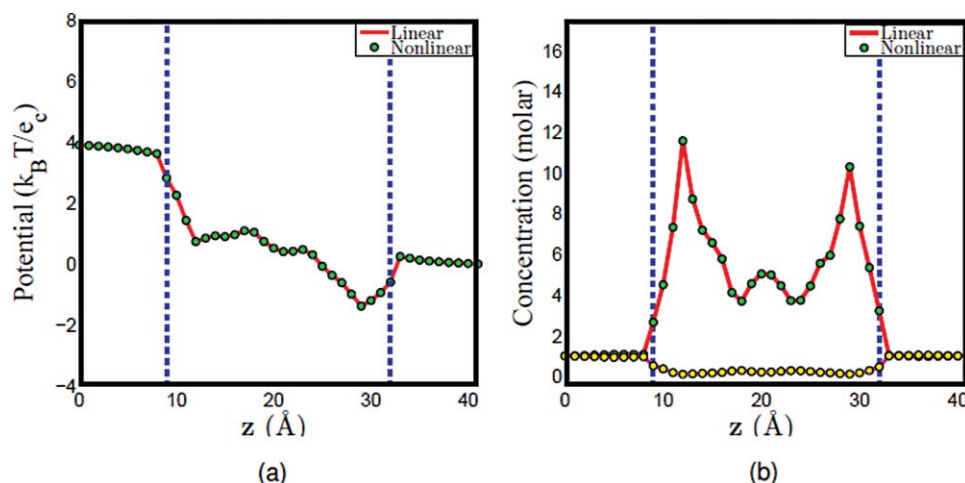 Linear
Nonlinear
Potential (k_B T/e_c)
8
6
4
2
0
−2
−4
0 10 20 30 40
z (Å)
(a)
Linear
Nonlinear
Concentration (molar)
16
14
12
10
8
6
4
2
0
0 10 20 30 40
z (Å)
(b)